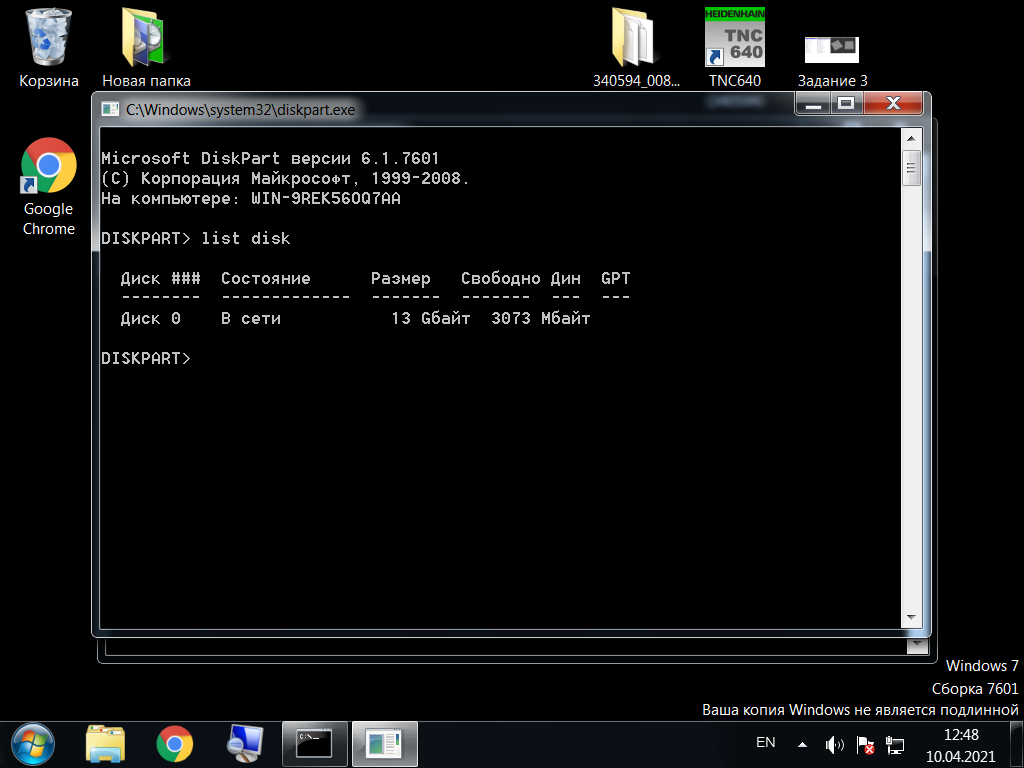 Корзина
Новая папка
340594_008...
HEIDENHAIN
TNC
640
TNC640
Задание 3
Google
Chrome
C:\Windows\system32\diskpart.exe
Microsoft DiskPart версии 6.1.7601
(C) Корпорация Майкрософт, 1999-2008.
На компьютере: WIN-9REK56OQ7AA
DISKPART> list disk
Диск ### Состояние Размер Свободно Дин GPT
-------- ------------- ------- ------- --- ---
Диск 0 В сети 13 Gбайт 3073 Mбайт
DISKPART>
Windows 7
Сборка 7601
Ваша копия Windows не является подлинной
EN
12:48
10.04.2021